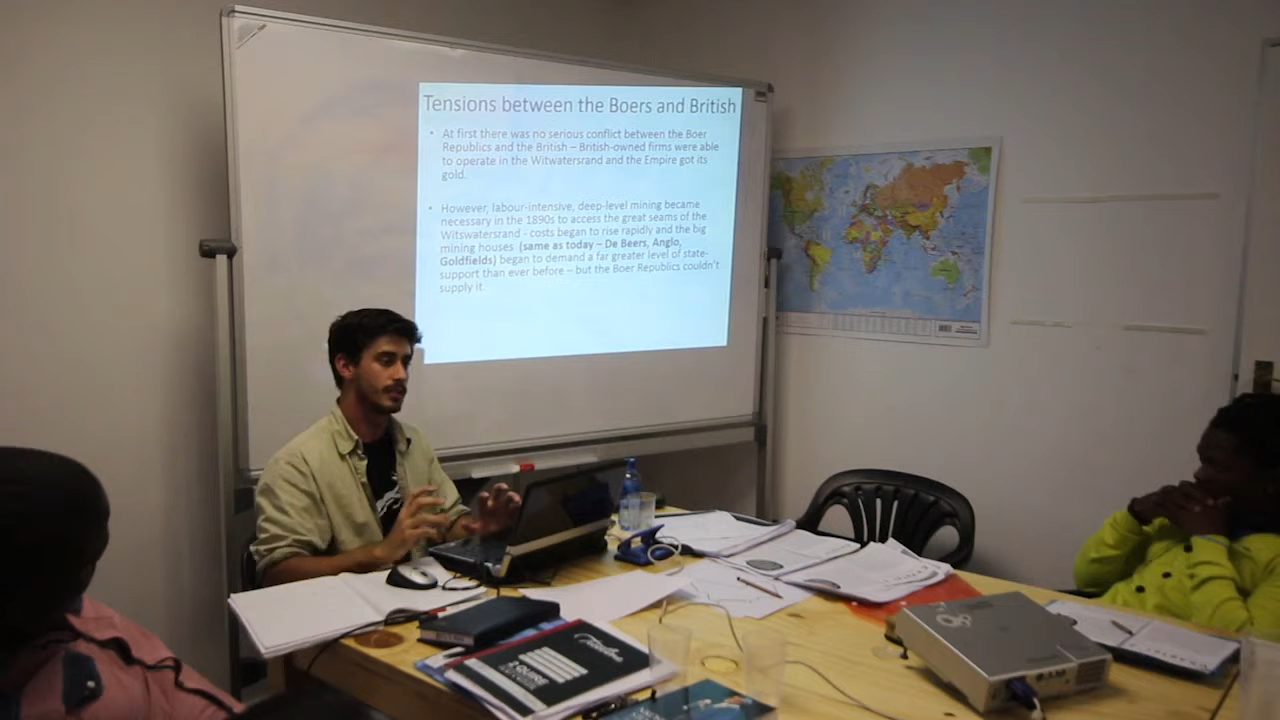 Tensions between the Boers and British
• At first there was no serious conflict between the Boer
Republics and the British – British-owned firms were able
to operate in the Witwatersrand and the Empire got its
gold.
• However, labour-intensive, deep-level mining became
necessary in the 1890s to access the great seams of the
Witswatersrand - costs began to rise rapidly and the big
mining houses (same as today – De Beers, Anglo,
Goldfields) began to demand a far greater level of state-
support than ever before – but the Boer Republics couldn't
supply it
2-QUIRE